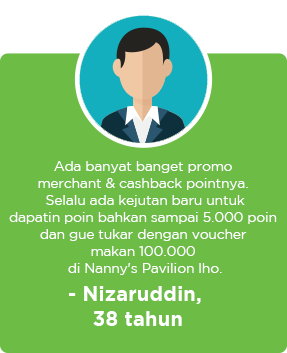 Ada banyat banget promo
merchant & cashback pointnya.
Selalu ada kejutan baru untuk
dapatin poin bahkan sampai 5.000 poin
dan gue tukar dengan voucher
makan 100.000
di Nanny's Pavilion lho.
- Nizaruddin,
38 tahun